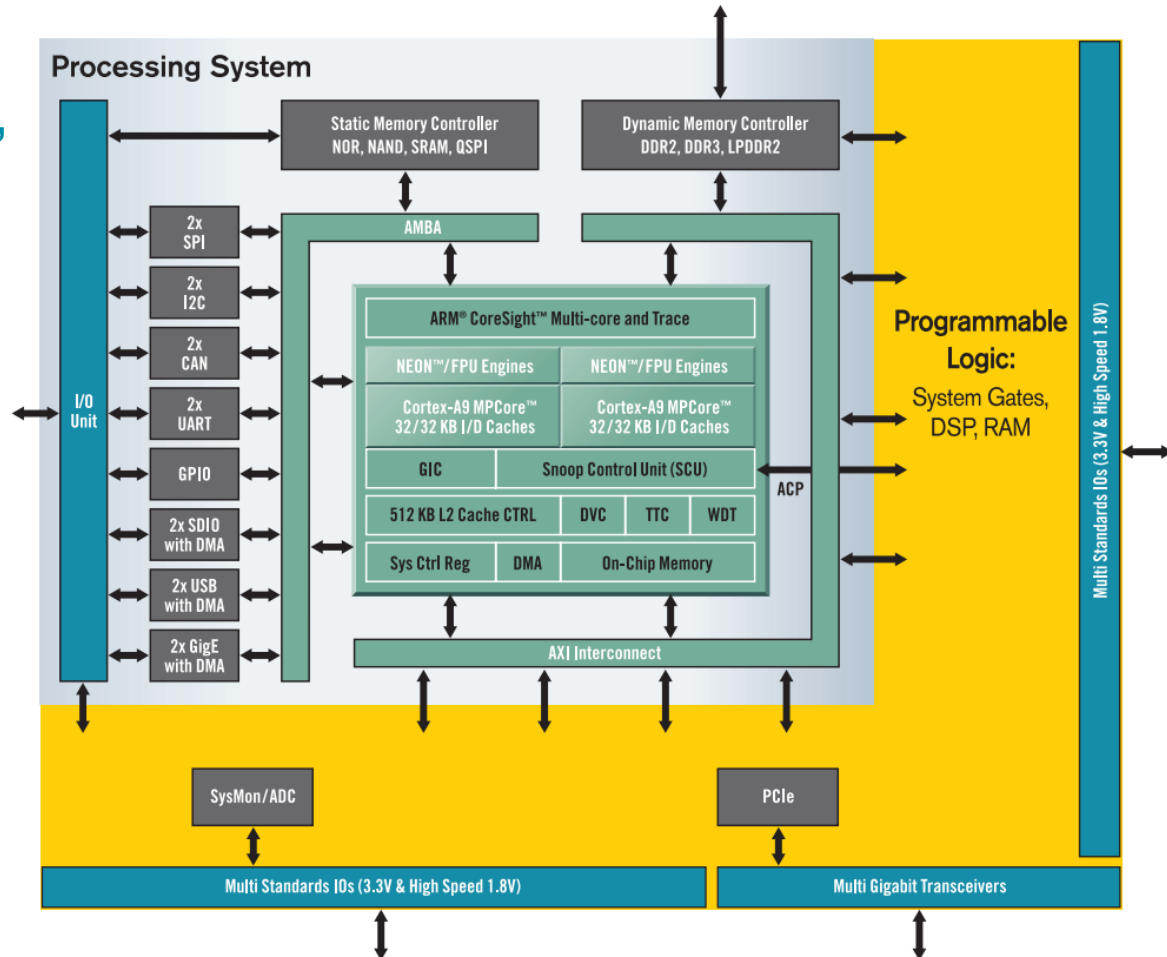 Processing System
Static Memory Controller
NOR, NAND, SRAM, QSPI
Dynamic Memory Controller
DDR2, DDR3, LPDDR2
AMBA
2x
SPI
2x
I2C
2x
CAN
2x
UART
GPIO
2x SDIO
with DMA
2x USB
with DMA
2x GigE
with DMA
I/O
Unit
ARM® CoreSight™ Multi-core and Trace
NEON™/FPU Engines
NEON™/FPU Engines
Cortex-A9 MPCore™
32/32 KB I/D Caches
Cortex-A9 MPCore™
32/32 KB I/D Caches
GIC
Snoop Control Unit (SCU)
512 KB L2 Cache CTRL
DVC
TTC
WDT
Sys Ctrl Reg
DMA
On-Chip Memory
ACP
AXI Interconnect
Programmable
Logic:
System Gates,
DSP, RAM
Multi Standards IOs (3.3V & High Speed 1.8V)
SysMon/ADC
PCIe
Multi Standards IOs (3.3V & High Speed 1.8V)
Multi Gigabit Transceivers